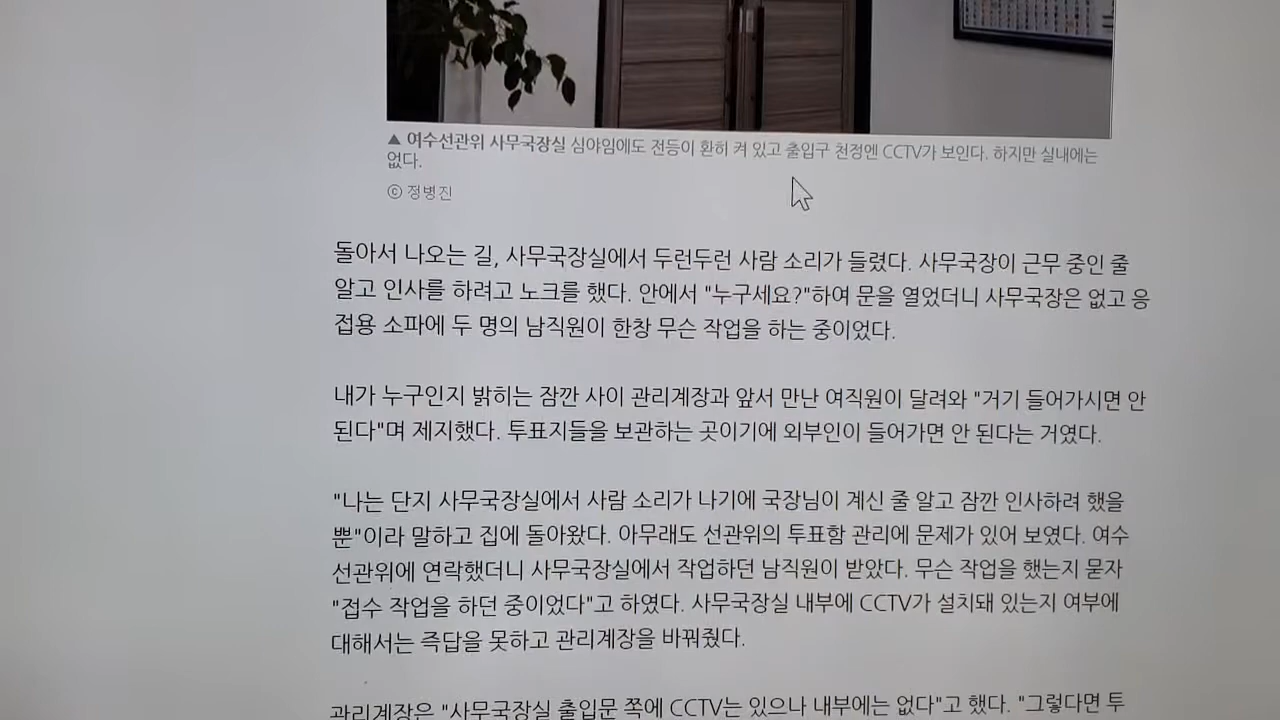 ▲ 여수선관위 사무국장실 심야임에도 전등이 환히 켜 있고 출입구 천정엔 CCTV가 보인다. 하지만 실내에는
없다.
ⓒ 정병진
돌아서 나오는 길, 사무국장실에서 두런두런 사람 소리가 들렸다. 사무국장이 근무 중인 줄
알고 인사를 하려고 노크를 했다. 안에서 "누구세요?"하여 문을 열었더니 사무국장은 없고 응
접용 소파에 두 명의 남직원이 한창 무슨 작업을 하는 중이었다.
내가 누구인지 밝히는 잠깐 사이 관리계장과 앞서 만난 여직원이 달려와 "거기 들어가시면 안
된다"며 제지했다. 투표지들을 보관하는 곳이기에 외부인이 들어가면 안 된다는 거였다.
"나는 단지 사무국장실에서 사람 소리가 나기에 국장님이 계신 줄 알고 잠깐 인사하려 했을
뿐"이라 말하고 집에 돌아왔다. 아무래도 선관위의 투표함 관리에 문제가 있어 보였다. 여수
선관위에 연락했더니 사무국장실에서 작업하던 남직원이 받았다. 무슨 작업을 했는지 묻자
"접수 작업을 하던 중이었다"고 하였다. 사무국장실 내부에 CCTV가 설치돼 있는지 여부에
대해서는 즉답을 못하고 관리계장을 바꿔줬다.
관리계장은 "사무국장실 출입문 쪽에 CCTV는 있으나 내부에는 없다"고 했다. "그렇다면 투